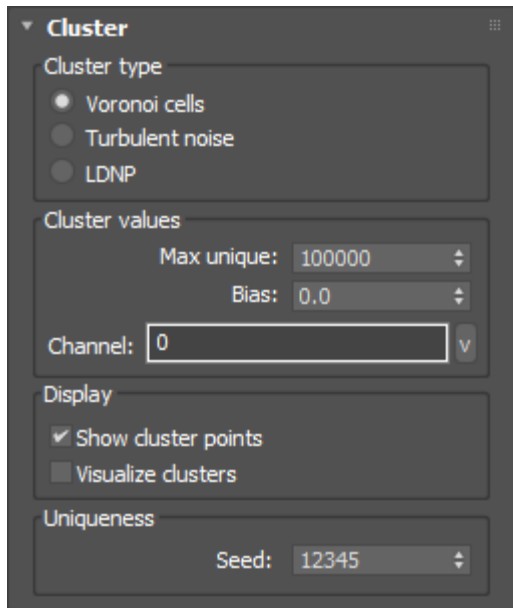 Cluster
Cluster type
Voronoi cells
Turbulent noise
LDNP
Cluster values
Max unique: 100000
Bias: 0.0
Channel: 0 v
Display
Show cluster points
Visualize clusters
Uniqueness
Seed: 12345